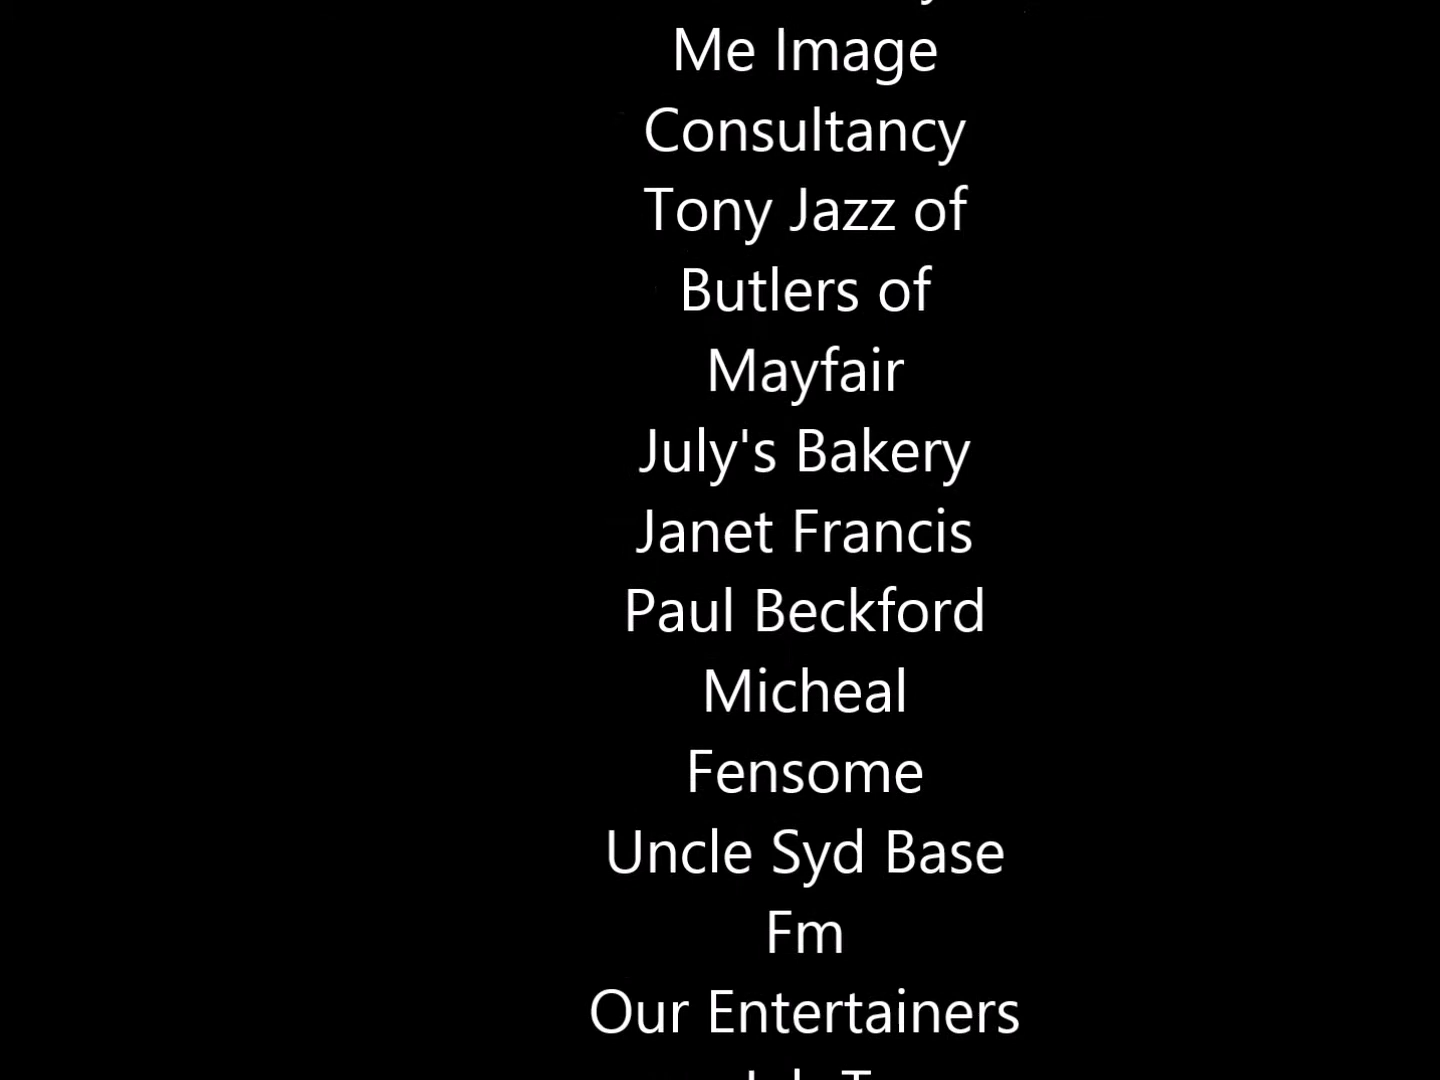 Me Image
Consultancy
Tony Jazz of
Butlers of
Mayfair
July's Bakery
Janet Francis
Paul Beckford
Micheal
Fensome
Uncle Syd Base
Fm
Our Entertainers